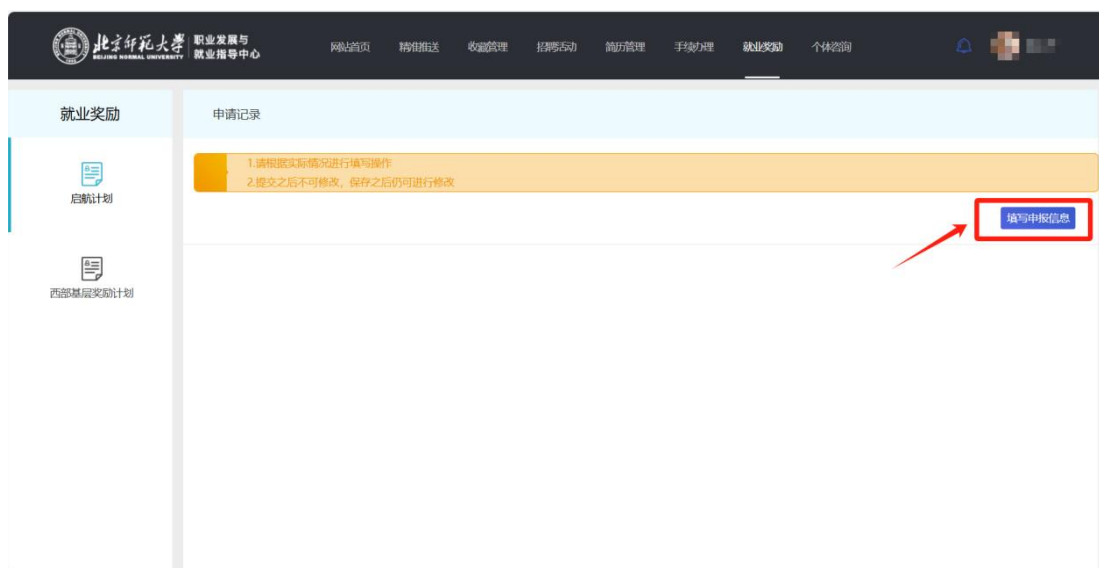 北京师范大学
BEIJING NORMAL UNIVERSITY
职业发展与
就业指导中心
网站首页 精准推送 收藏管理 招聘活动 简历管理 手续办理 就业奖励 个体咨询
就业奖励
申请记录
1.请根据实际情况进行填写操作
2.提交之后不可修改，保存之后仍可进行修改
启航计划
填写申报信息
西部基层奖励计划